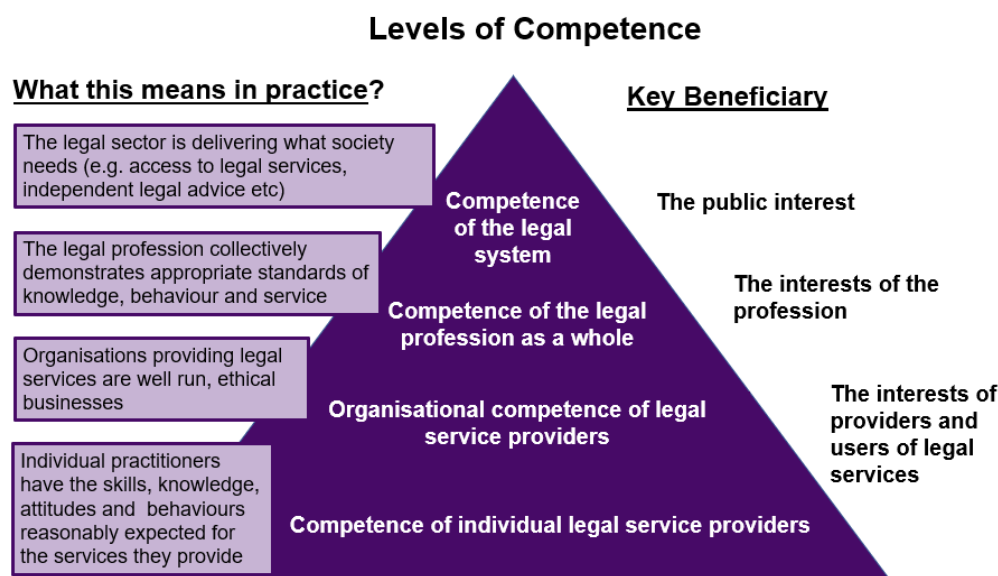 Levels of Competence
What this means in practice?
Key Beneficiary
The legal sector is delivering what society
needs (e.g. access to legal services,
independent legal advice etc)
Competence
of the legal
system
The public interest
The legal profession collectively
demonstrates appropriate standards of
knowledge, behaviour and service
Competence of the legal
profession as a whole
The interests of the
profession
Organisations providing legal
services are well run, ethical
businesses
Organisational competence of legal
service providers
The interests of
providers and
users of legal
services
Individual practitioners
have the skills, knowledge,
attitudes and behaviours
reasonably expected for
the services they provide
Competence of individual legal service providers